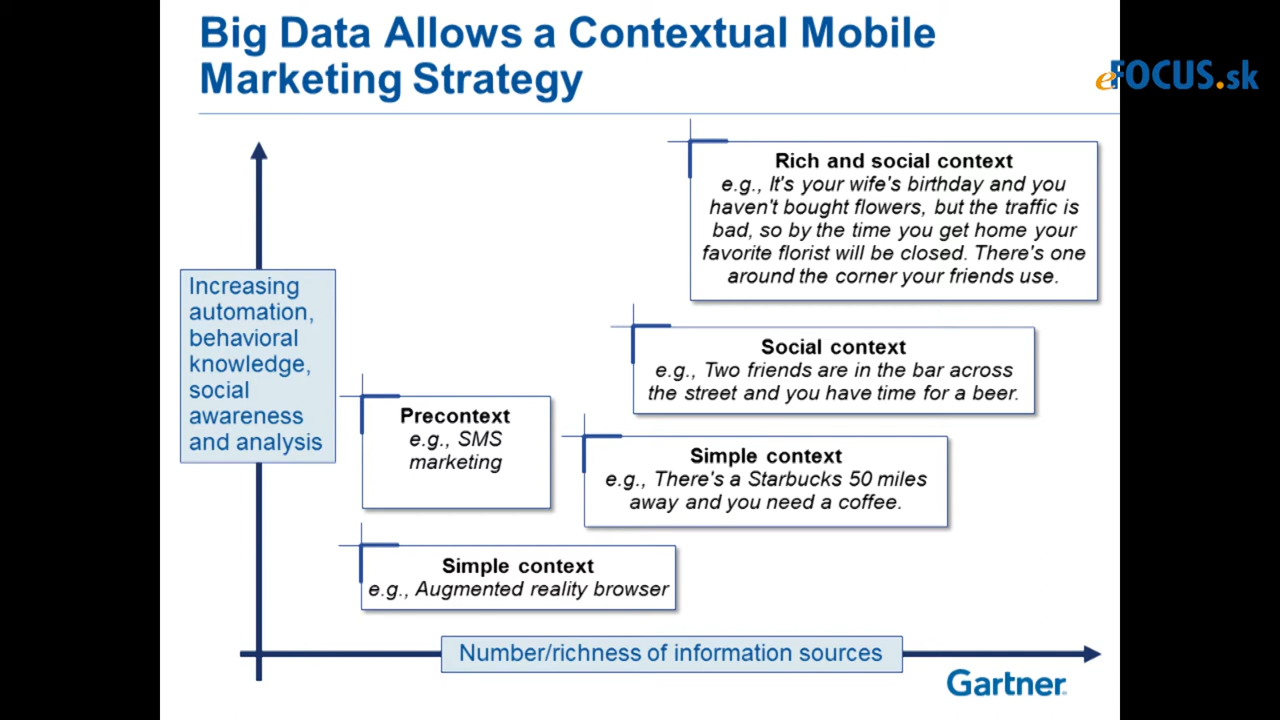 Big Data Allows a Contextual Mobile
Marketing Strategy
eFOCUS.sk
Rich and social context
e.g., It's your wife's birthday and you
haven't bought flowers, but the traffic is
bad, so by the time you get home your
favorite florist will be closed. There's one
around the corner your friends use.
Increasing
automation,
behavioral
knowledge,
social
awareness
and analysis
Social context
e.g., Two friends are in the bar across
the street and you have time for a beer.
Precontext
e.g., SMS
marketing
Simple context
e.g., There's a Starbucks 50 miles
away and you need a coffee.
Simple context
e.g., Augmented reality browser
Number/richness of information sources
Gartner